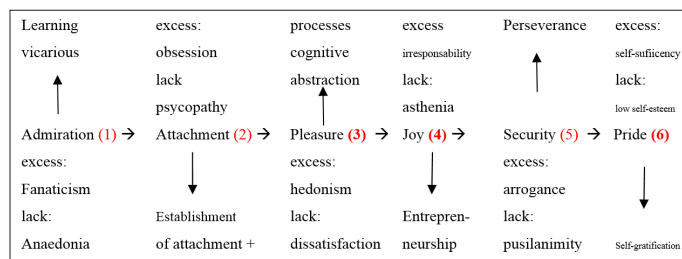 Learning excess: processes excess Perseverance excess:
vicarious obsession cognitive irresponsability self-sufiiciency
lack abstraction lack: lack:
psycopathy asthenia low self-esteem
Admiration (1) → Attachment (2) → Pleasure (3) → Joy (4) → Security (5) → Pride (6)
excess: excess: excess:
Fanaticism hedonism arrogance
lack: Establishment lack: Entrepren- lack:
Anaedonia of attachment + dissatisfaction neurship pusilanimity Self-gratification